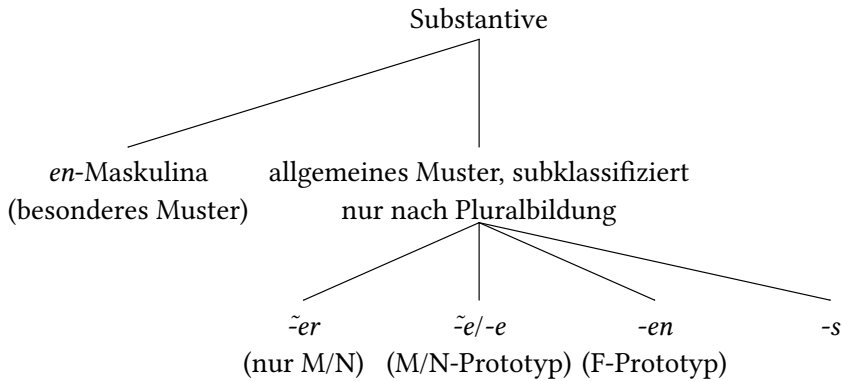 Substantive
en-Maskulina allgemeines Muster, subklassifiziert
(besonderes Muster) nur nach Pluralbildung
-̃er -̃e/-e -en -s
(nur M/N) (M/N-Prototyp) (F-Prototyp)